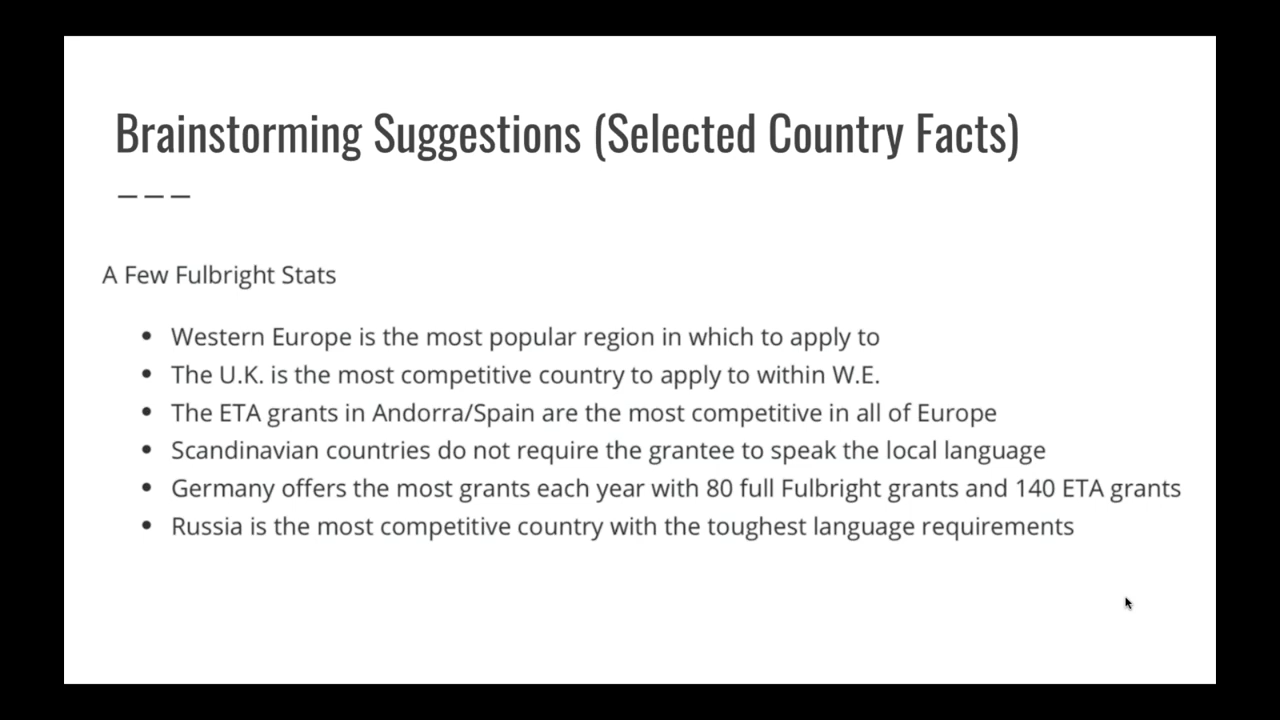 Brainstorming Suggestions (Selected Country Facts)
A Few Fulbright Stats
• Western Europe is the most popular region in which to apply to
• The U.K. is the most competitive country to apply to within W.E.
• The ETA grants in Andorra/Spain are the most competitive in all of Europe
• Scandinavian countries do not require the grantee to speak the local language
• Germany offers the most grants each year with 80 full Fulbright grants and 140 ETA grants
• Russia is the most competitive country with the toughest language requirements